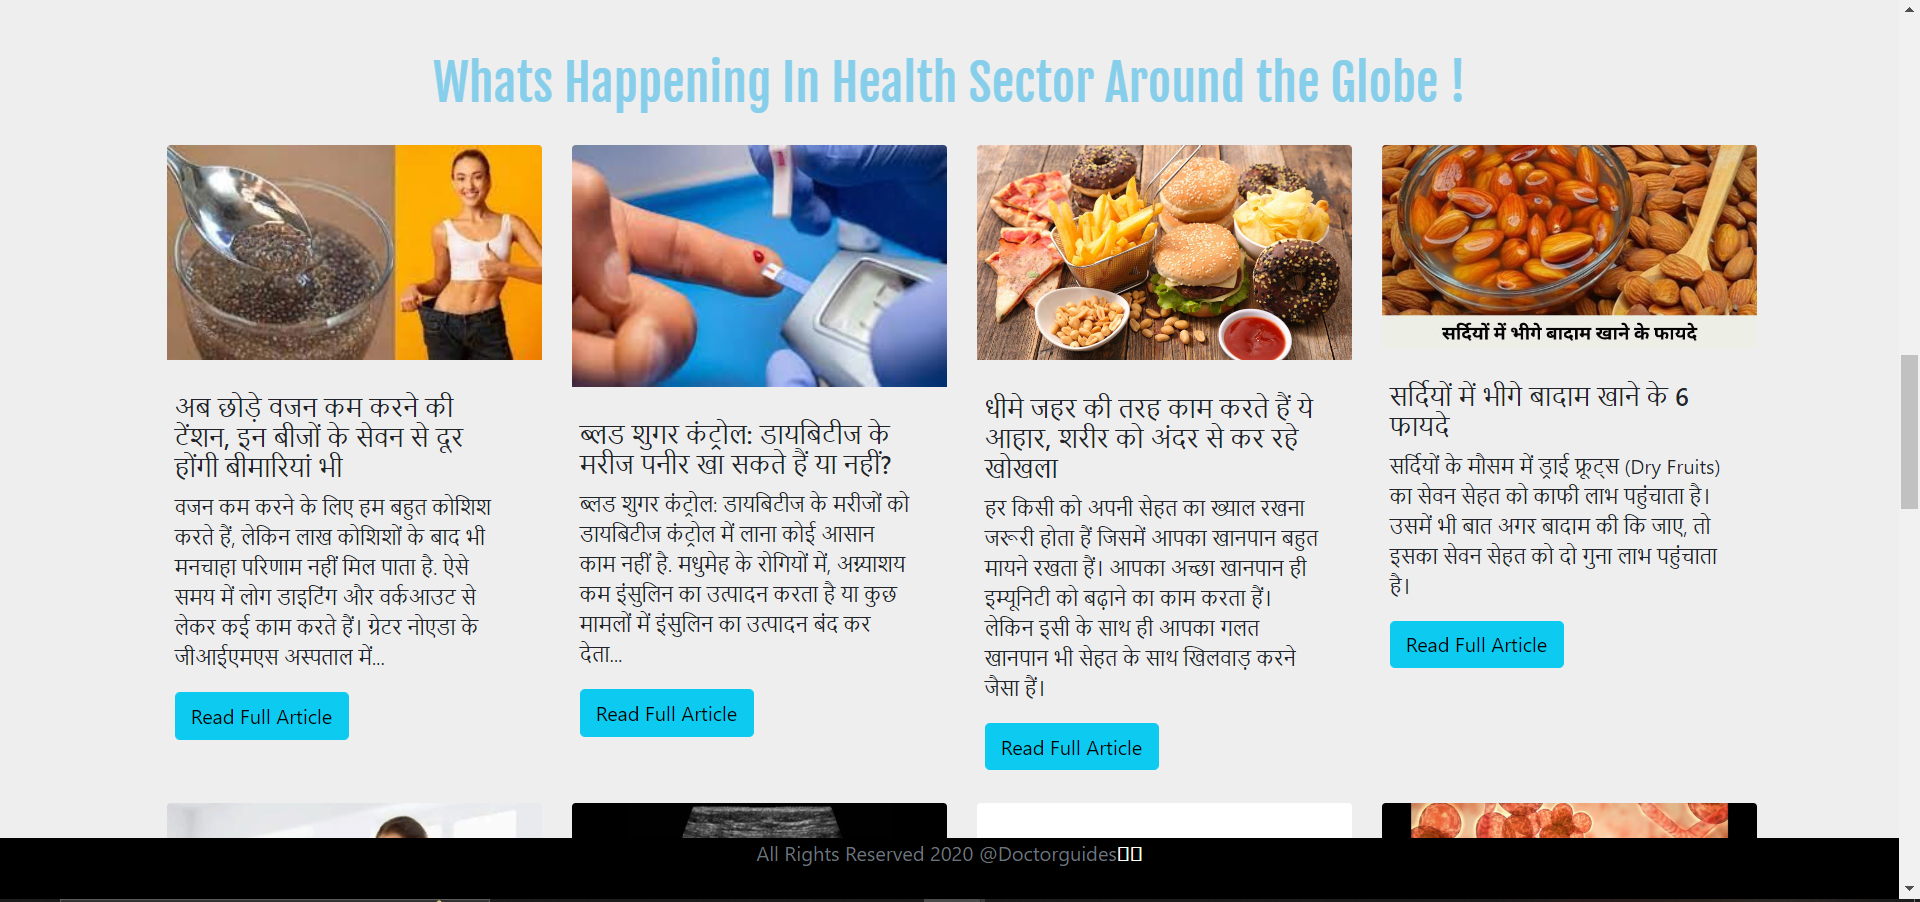 Whats Happening In Health Sector Around the Globe !
अब छोड़े वजन कम करने की
टेंशन, इन बीजों के सेवन से दूर
होंगी बीमारियां भी
वजन कम करने के लिए हम बहुत कोशिश
करते हैं, लेकिन लाख कोशिशों के बाद भी
मनचाहा परिणाम नहीं मिल पाता है. ऐसे
समय में लोग डाइटिंग और वर्कआउट से
लेकर कई काम करते हैं। ग्रेटर नोएडा के
जीआईएमएस अस्पताल में...
Read Full Article
ब्लड शुगर कंट्रोल: डायबिटीज के
मरीज पनीर खा सकते हैं या नहीं?
ब्लड शुगर कंट्रोल: डायबिटीज के मरीजों को
डायबिटीज कंट्रोल में लाना कोई आसान
काम नहीं है. मधुमेह के रोगियों में, अग्न्याशय
कम इंसुलिन का उत्पादन करता है या कुछ
मामलों में इंसुलिन का उत्पादन बंद कर
देता...
Read Full Article
धीमे जहर की तरह काम करते हैं ये
आहार, शरीर को अंदर से कर रहे
खोखला
हर किसी को अपनी सेहत का ख्याल रखना
जरूरी होता हैं जिसमें आपका खानपान बहुत
मायने रखता हैं। आपका अच्छा खानपान ही
इम्यूनिटी को बढ़ाने का काम करता हैं।
लेकिन इसी के साथ ही आपका गलत
खानपान भी सेहत के साथ खिलवाड़ करने
जैसा हैं।
Read Full Article
सर्दियों में भीगे बादाम खाने के फायदे
सर्दियों में भीगे बादाम खाने के 6
फायदे
सर्दियों के मौसम में ड्राई फ्रूट्स (Dry Fruits)
का सेवन सेहत को काफी लाभ पहुंचाता है।
उसमें भी बात अगर बादाम की कि जाए, तो
इसका सेवन सेहत को दो गुना लाभ पहुंचाता
है।
Read Full Article
All Rights Reserved 2020 @Doctorguides